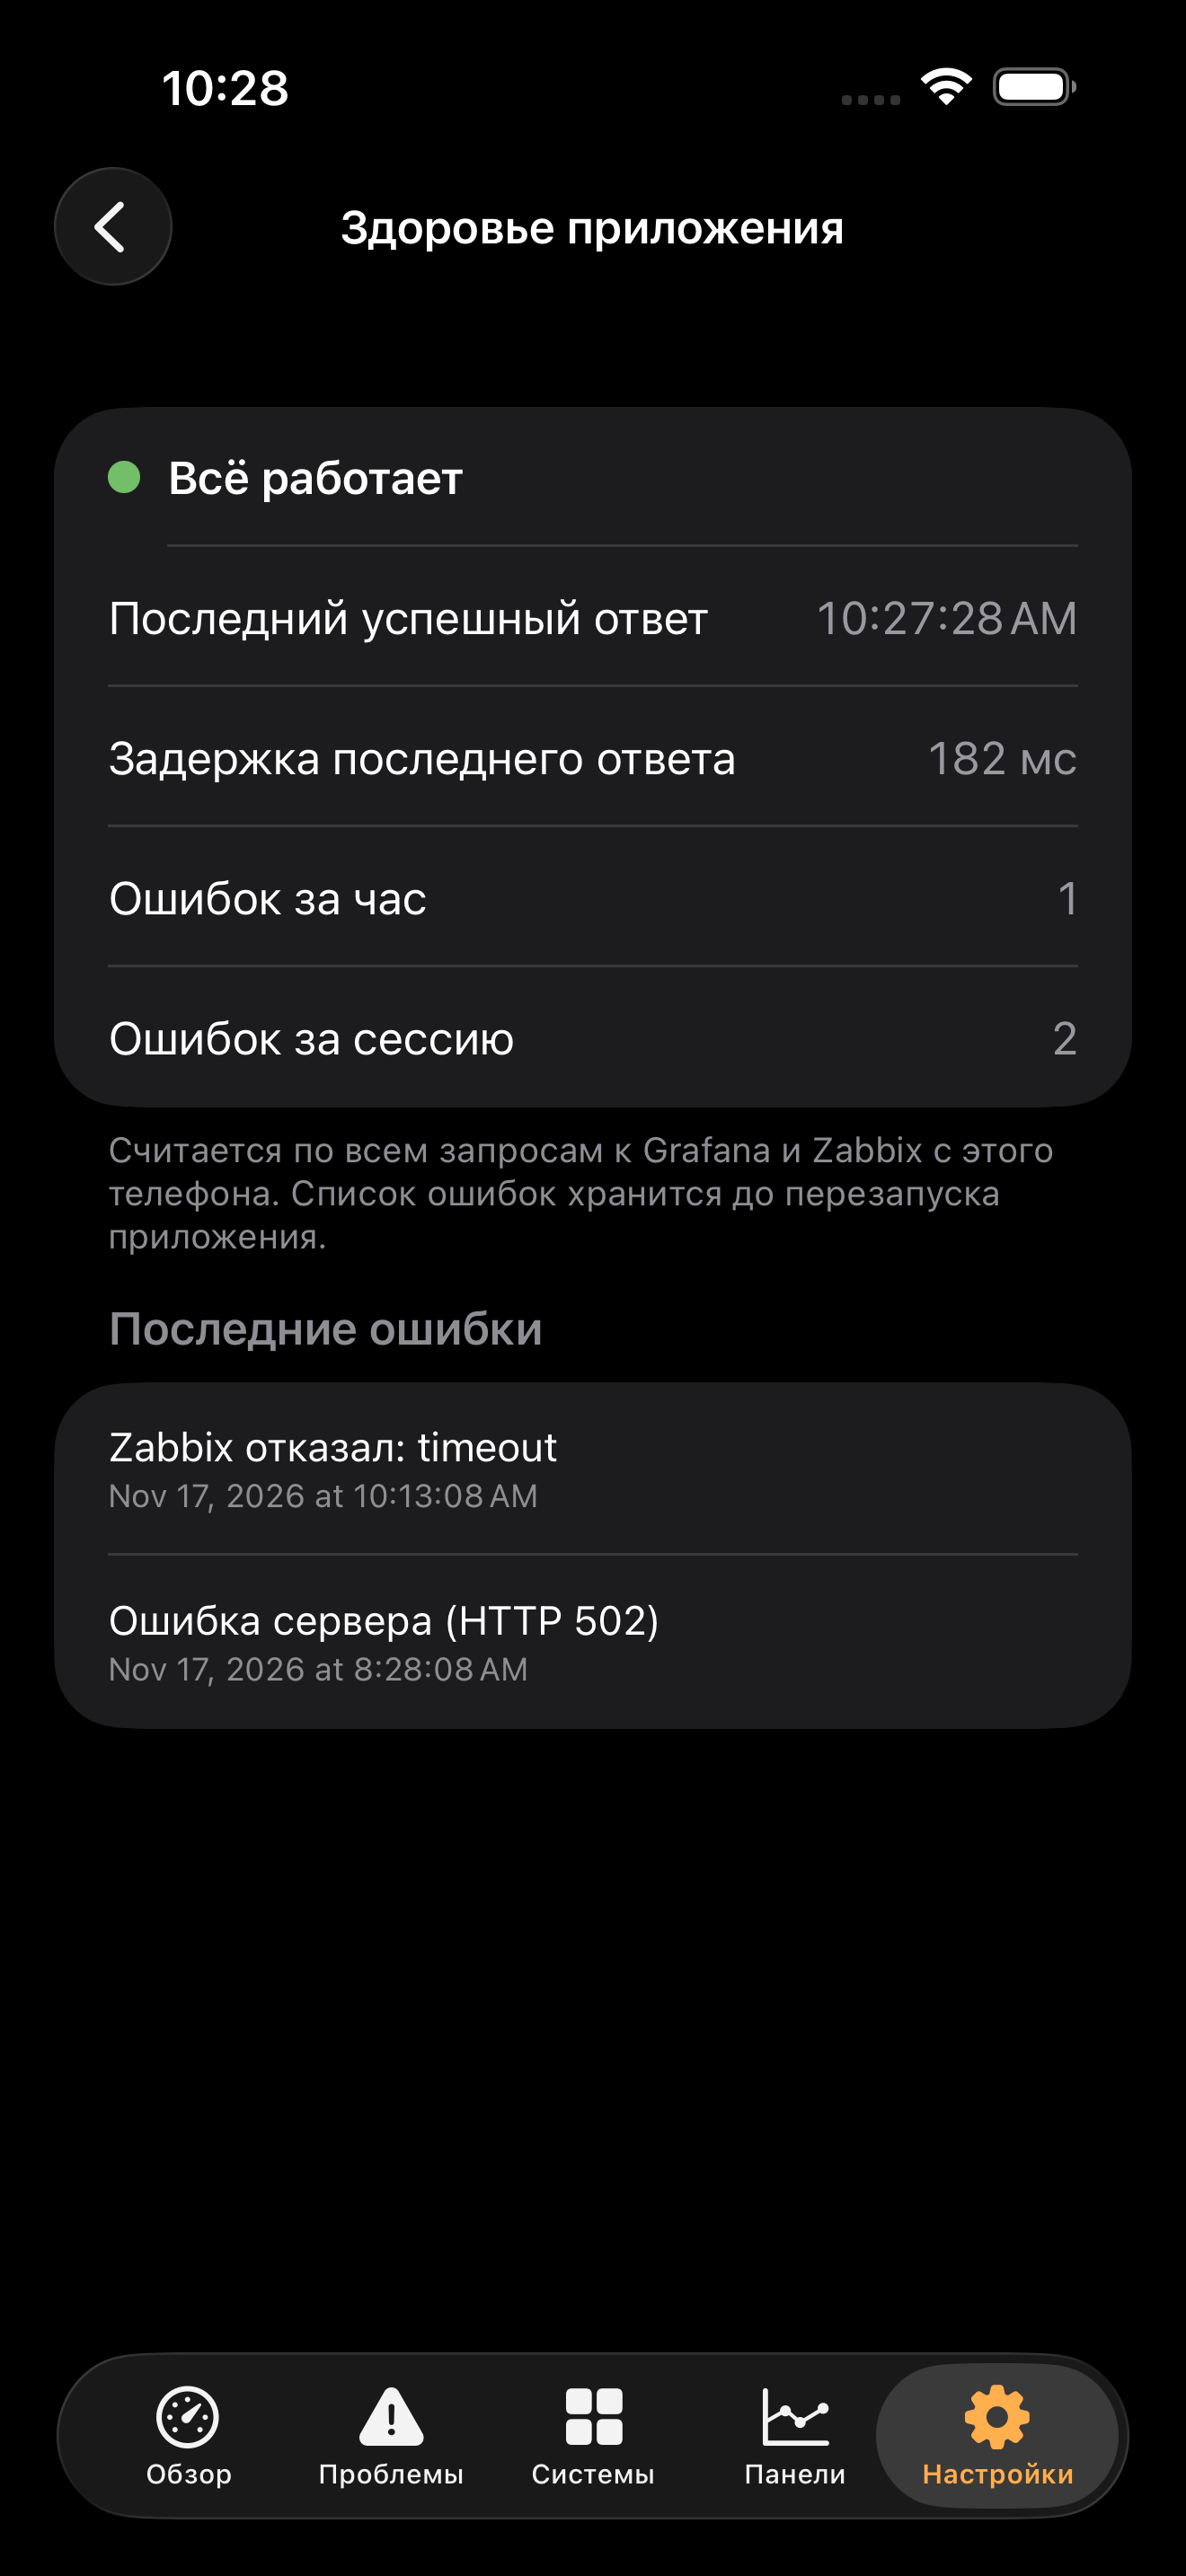 10:28
Здоровье приложения
Всё работает
Последний успешный ответ 10:27:28 AM
Задержка последнего ответа 182 мс
Ошибок за час 1
Ошибок за сессию 2
Считается по всем запросам к Grafana и Zabbix с этого
телефона. Список ошибок хранится до перезапуска
приложения.
Последние ошибки
Zabbix отказал: timeout
Nov 17, 2026 at 10:13:08 AM
Ошибка сервера (HTTP 502)
Nov 17, 2026 at 8:28:08 AM
Обзор Проблемы Системы Панели Настройки